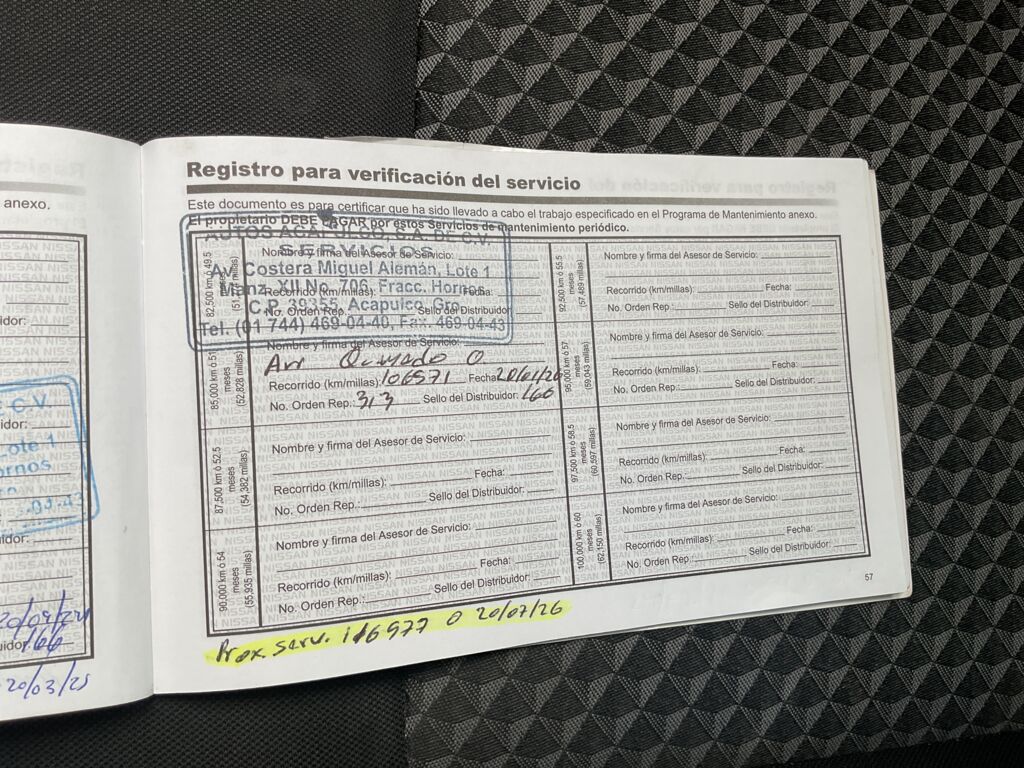 anexo.
Registro para verificación del servicio
Este documento es para certificar que ha sido llevado a cabo el trabajo especificado en el Programa de Mantenimiento anexo.
El propietario DEBE PAGAR por estos Servicios de mantenimiento periódico.
AUTOS ACAPULCO, S.A. DE C.V.
SERVICIOS
Av. Costera Miguel Alemán, Lote 1
Manz. XII No. 706, Fracc. Hornos
C.P. 39355, Acapulco, Gro.
Tel. (01 744) 469-04-40, Fax. 469-04-43
82,500 km ó 49.5 meses
Nombre y firma del Asesor de Servicio:
Recorrido (km/millas): Fecha:
No. Orden Rep.: Sello del Distribuidor:
85,000 km ó 51 meses (52,828 millas)
Nombre y firma del Asesor de Servicio:
O
Recorrido (km/millas): 106571 Fecha: 20/01/26
No. Orden Rep.: 313 Sello del Distribuidor: 160
87,500 km ó 52.5 meses (54,382 millas)
Nombre y firma del Asesor de Servicio:
Recorrido (km/millas): Fecha:
No. Orden Rep.: Sello del Distribuidor:
90,000 km ó 54 meses (55,935 millas)
Nombre y firma del Asesor de Servicio:
Recorrido (km/millas): Fecha:
No. Orden Rep.: Sello del Distribuidor:
92,500 km ó 55.5 meses (57,489 millas)
Nombre y firma del Asesor de Servicio:
Recorrido (km/millas): Fecha:
No. Orden Rep.: Sello del Distribuidor:
95,000 km ó 57 meses (59,043 millas)
Nombre y firma del Asesor de Servicio:
Recorrido (km/millas): Fecha:
No. Orden Rep.: Sello del Distribuidor:
97,500 km ó 58.5 meses (60,597 millas)
Nombre y firma del Asesor de Servicio:
Recorrido (km/millas): Fecha:
No. Orden Rep.: Sello del Distribuidor:
100,000 km ó 60 meses (62,150 millas)
Nombre y firma del Asesor de Servicio:
Recorrido (km/millas): Fecha:
No. Orden Rep.: Sello del Distribuidor:
57
Prox. serv. 116977 O 20/07/26
20/03/25